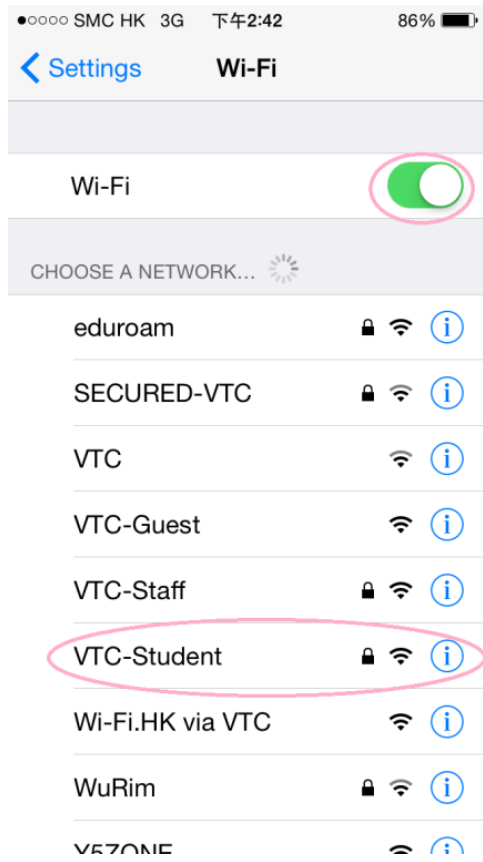 SMC HK 3G 下午2:42 86%
Settings Wi-Fi
Wi-Fi
CHOOSE A NETWORK...
eduroam
SECURED-VTC
VTC
VTC-Guest
VTC-Staff
VTC-Student
Wi-Fi.HK via VTC
WuRim
Y5ZONE